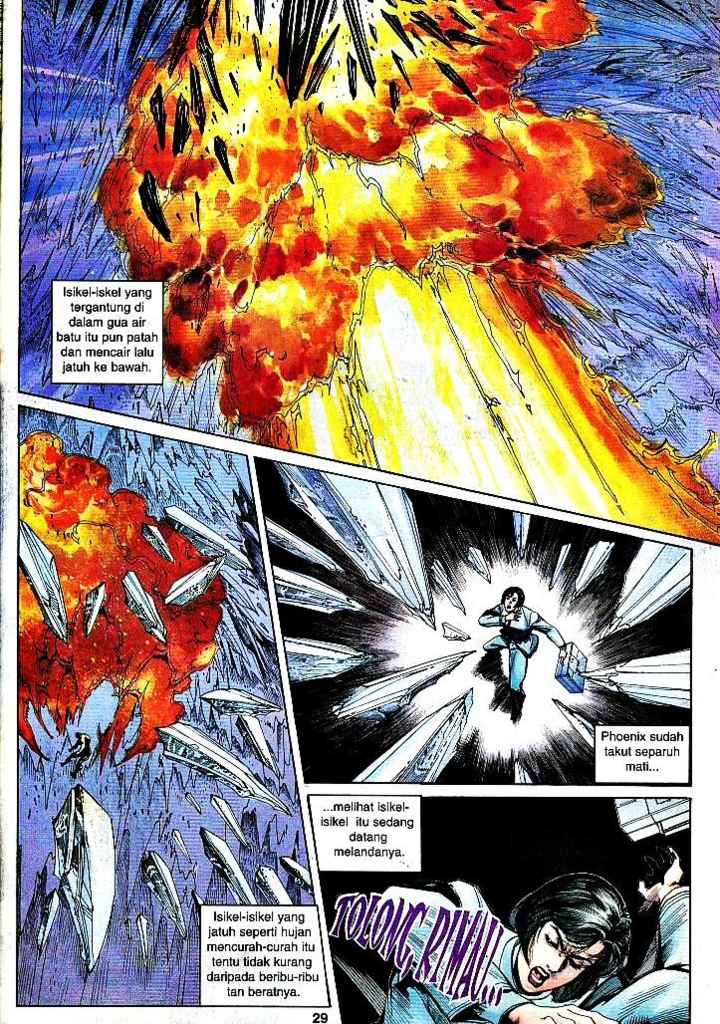 Isikel-iskel yang
tergantung di
dalam gua air
batu itu pun patah
dan mencair lalu
jatuh ke bawah.
Phoenix sudah
takut separuh
mati...
...melihat isikel-
isikel itu sedang
datang
melandanya.
Isikel-isikel yang
jatuh seperti hujan
mencurah-curah itu
tentu tidak kurang
daripada beribu-ribu
tan beratnya.
TOLONG, RIMAU...
29